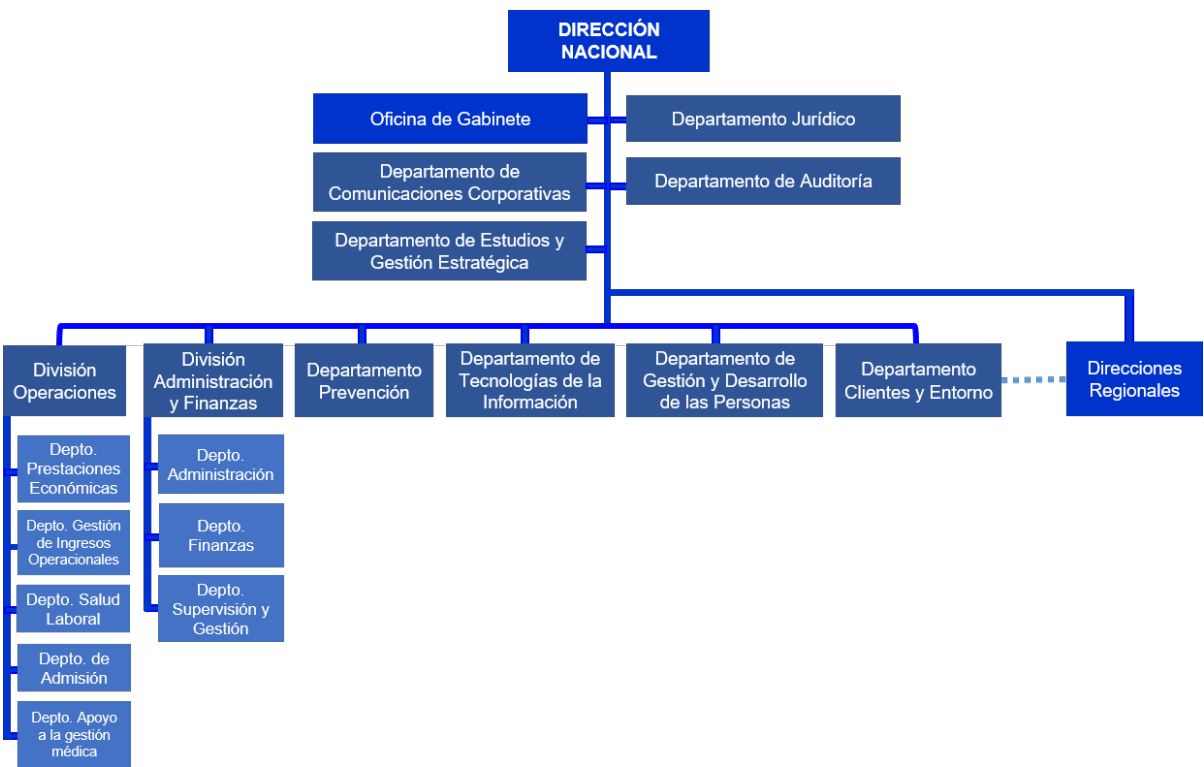 DIRECCIÓN
NACIONAL
Oficina de Gabinete
Departamento Jurídico
Departamento de
Comunicaciones Corporativas
Departamento de Auditoría
Departamento de Estudios y
Gestión Estratégica
División
Operaciones
División
Administración
y Finanzas
Departamento
Prevención
Departamento de
Tecnologías de la
Información
Departamento de
Gestión y Desarrollo
de las Personas
Departamento
Clientes y Entorno
Direcciones
Regionales
Depto.
Prestaciones
Económicas
Depto. Gestión
de Ingresos
Operacionales
Depto. Salud
Laboral
Depto. de
Admisión
Depto. Apoyo
a la gestión
médica
Depto.
Administración
Depto.
Finanzas
Depto.
Supervisión y
Gestión